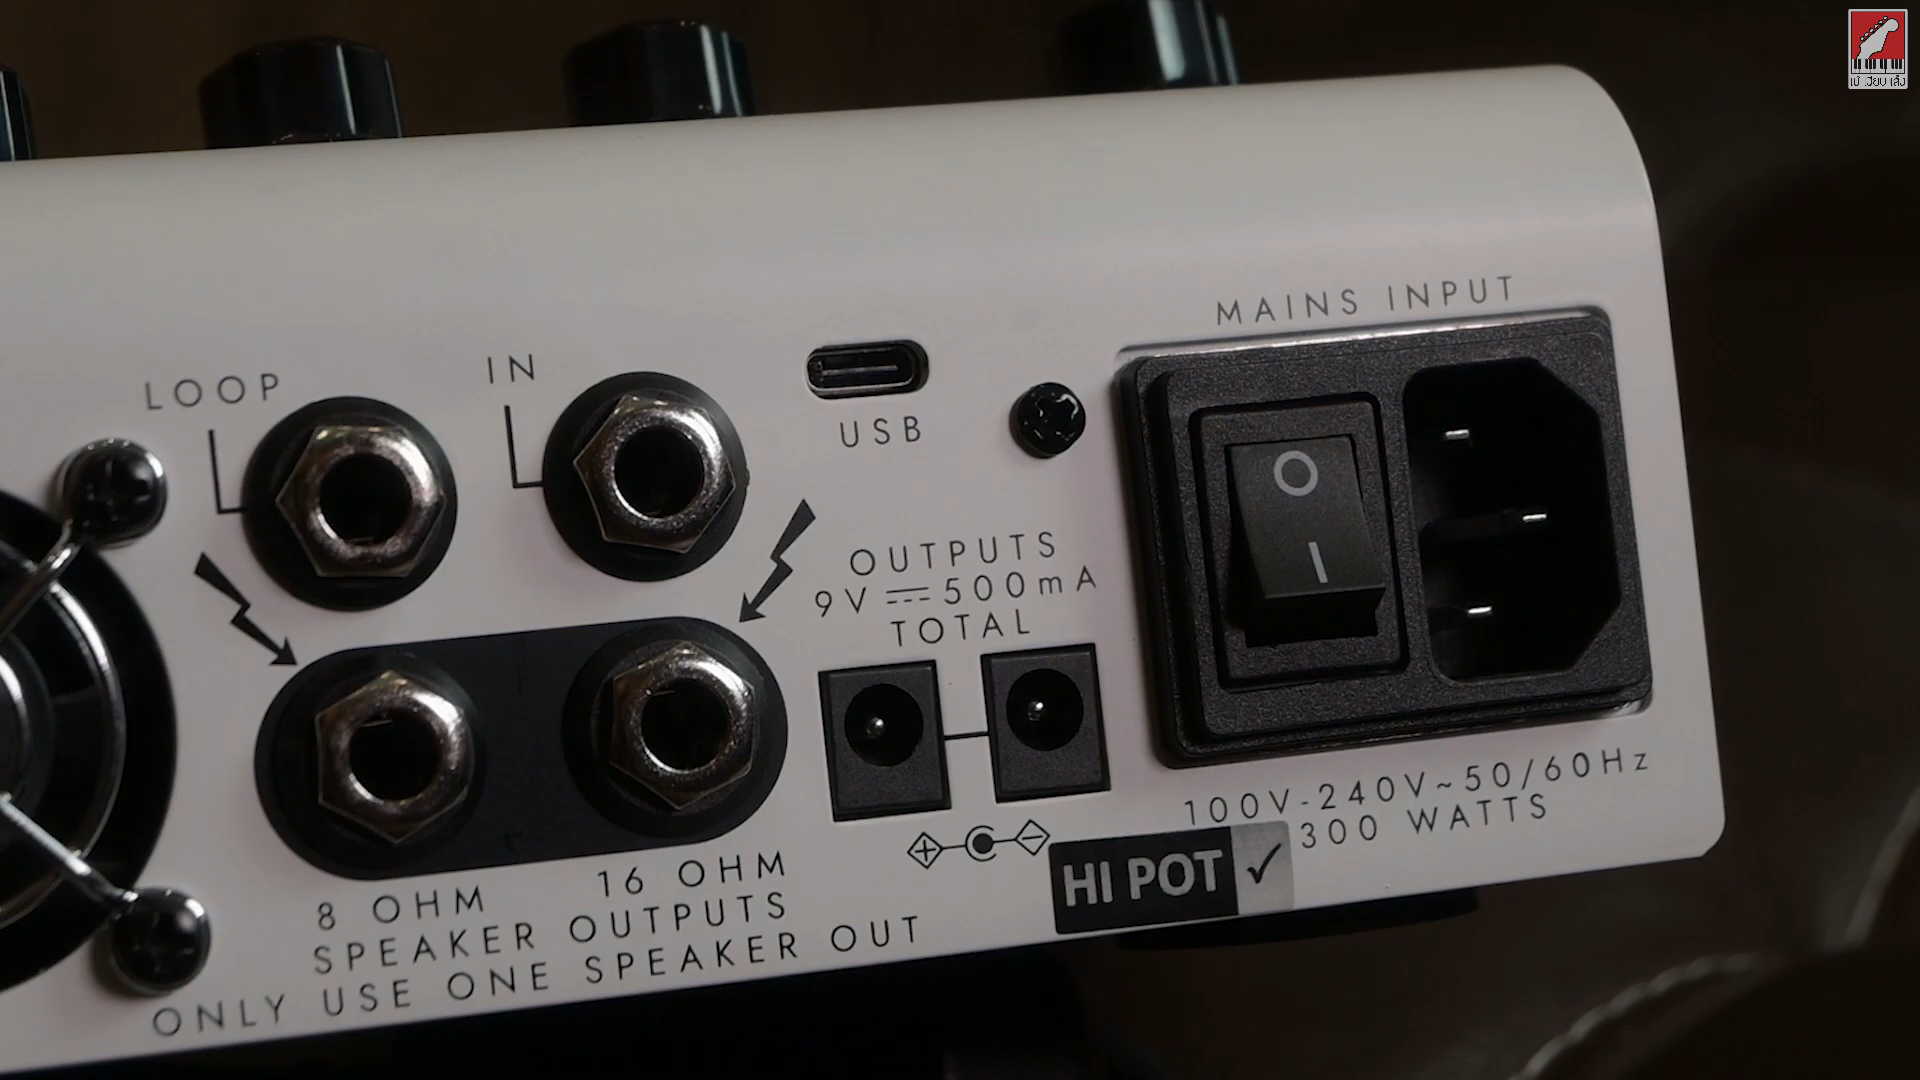 MAINS INPUT
IN
LOOP
USB
O
I
OUTPUTS
9V⎓500mA
TOTAL
100V-240V~50/60Hz
300 WATTS
HI POT ✓
8 OHM
16 OHM
SPEAKER OUTPUTS
ONLY USE ONE SPEAKER OUT